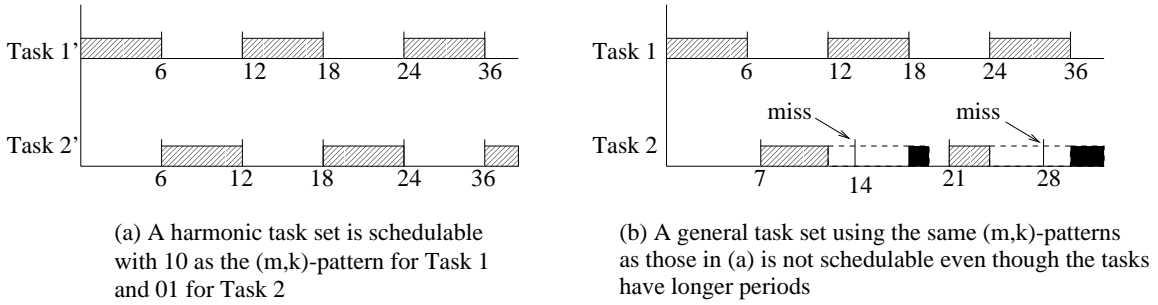 Task 1'
6 12 18 24 36
Task 2'
6 12 18 24 36
(a) A harmonic task set is schedulable
with 10 as the (m,k)-pattern for Task 1
and 01 for Task 2
Task 1
6 12 18 24 36
miss miss
Task 2
7 14 21 28
(b) A general task set using the same (m,k)-patterns
as those in (a) is not schedulable even though the tasks
have longer periods